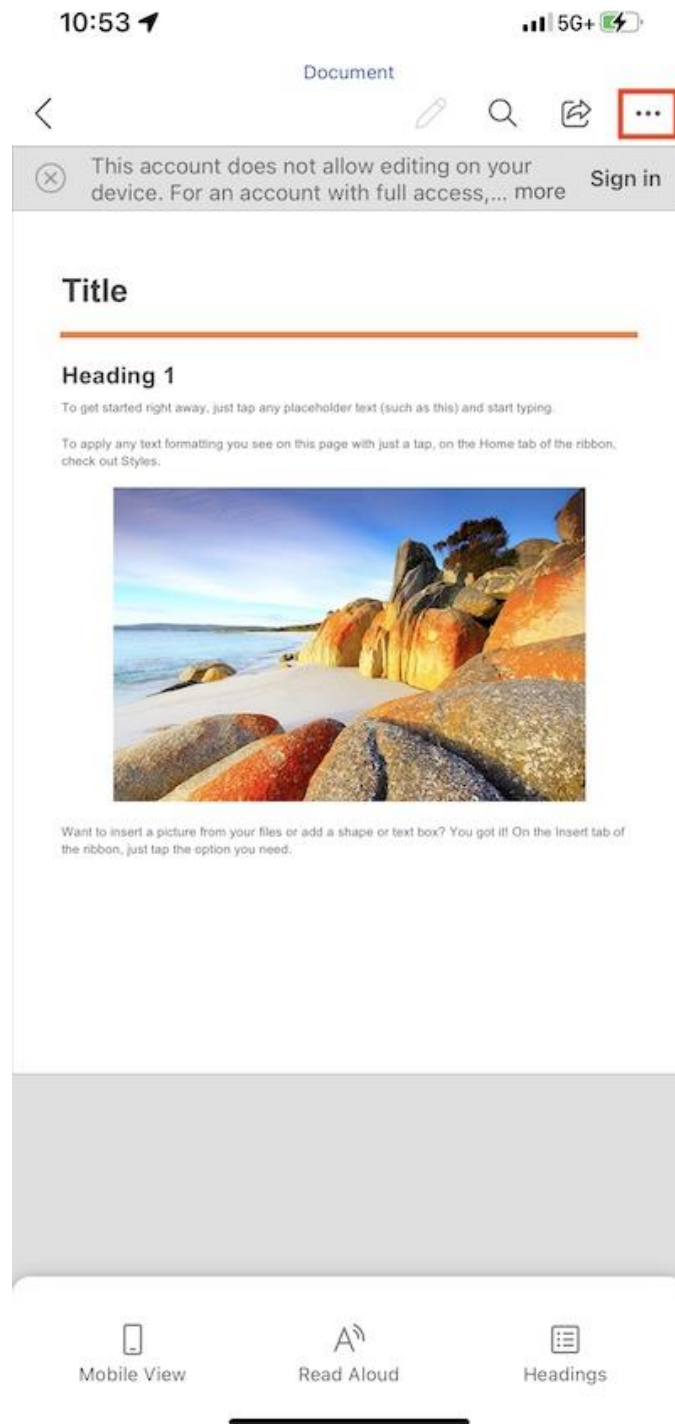 10:53
5G+
Document
This account does not allow editing on your
device. For an account with full access,... more
Sign in
Title
Heading 1
To get started right away, just tap any placeholder text (such as this) and start typing.
To apply any text formatting you see on this page with just a tap, on the Home tab of the ribbon,
check out Styles.
Want to insert a picture from your files or add a shape or text box? You got it! On the Insert tab of
the ribbon, just tap the option you need.
Mobile View
Read Aloud
Headings